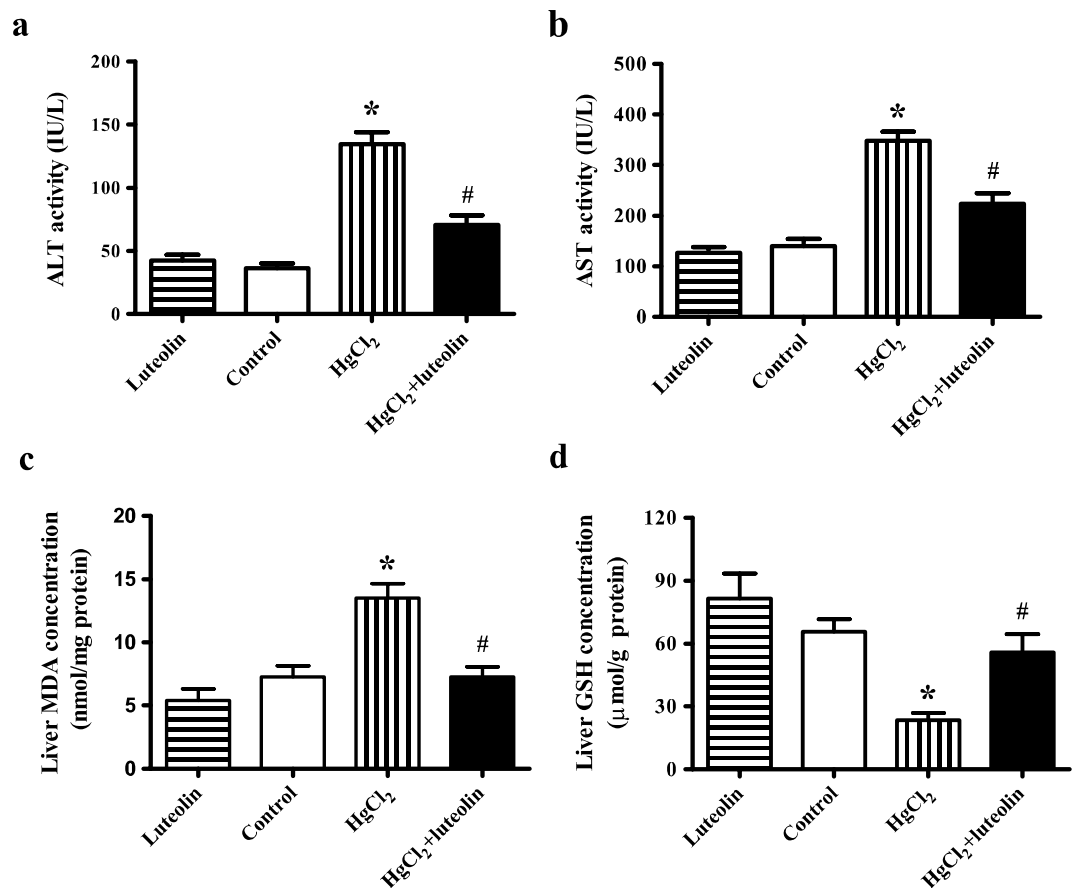 a
ALT activity (IU/L)
200
150
100
50
0
*
#
Luteolin
Control
HgCl₂
HgCl₂+luteolin
b
AST activity (IU/L)
500
400
300
200
100
0
*
#
Luteolin
Control
HgCl₂
HgCl₂+luteolin
c
Liver MDA concentration
(nmol/mg protein)
20
15
10
5
0
*
#
Luteolin
Control
HgCl₂
HgCl₂+luteolin
d
Liver GSH concentration
(μmol/g protein)
120
90
60
30
0
*
#
Luteolin
Control
HgCl₂
HgCl₂+luteolin